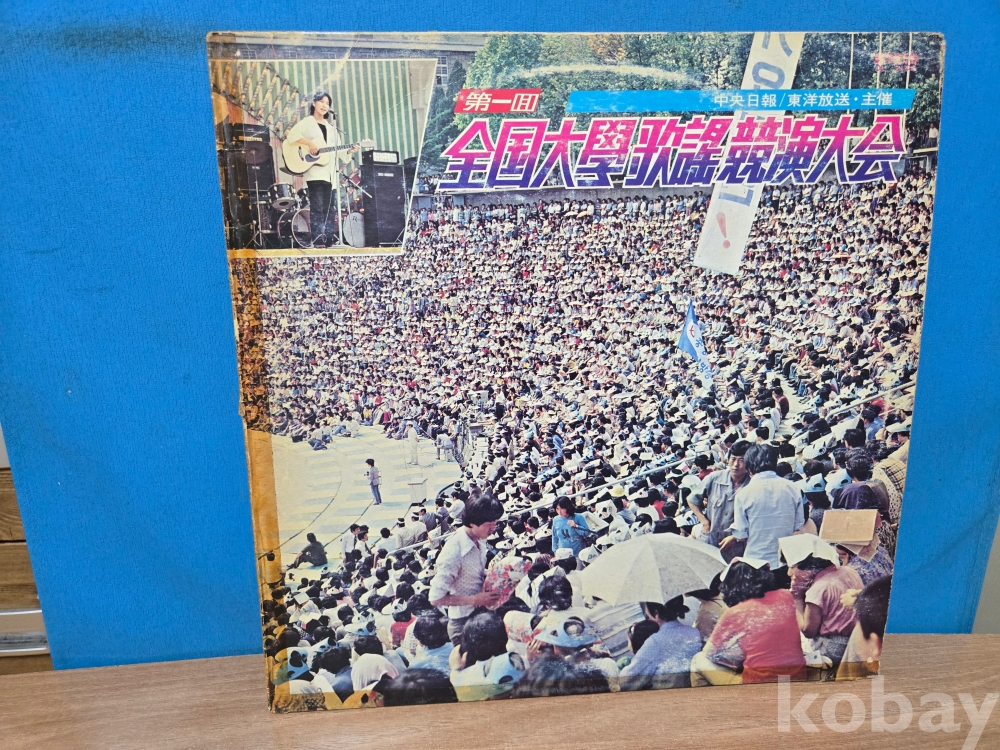 第一回
中央日報/東洋放送・主催
全国大學歌謡競演大会
kobay